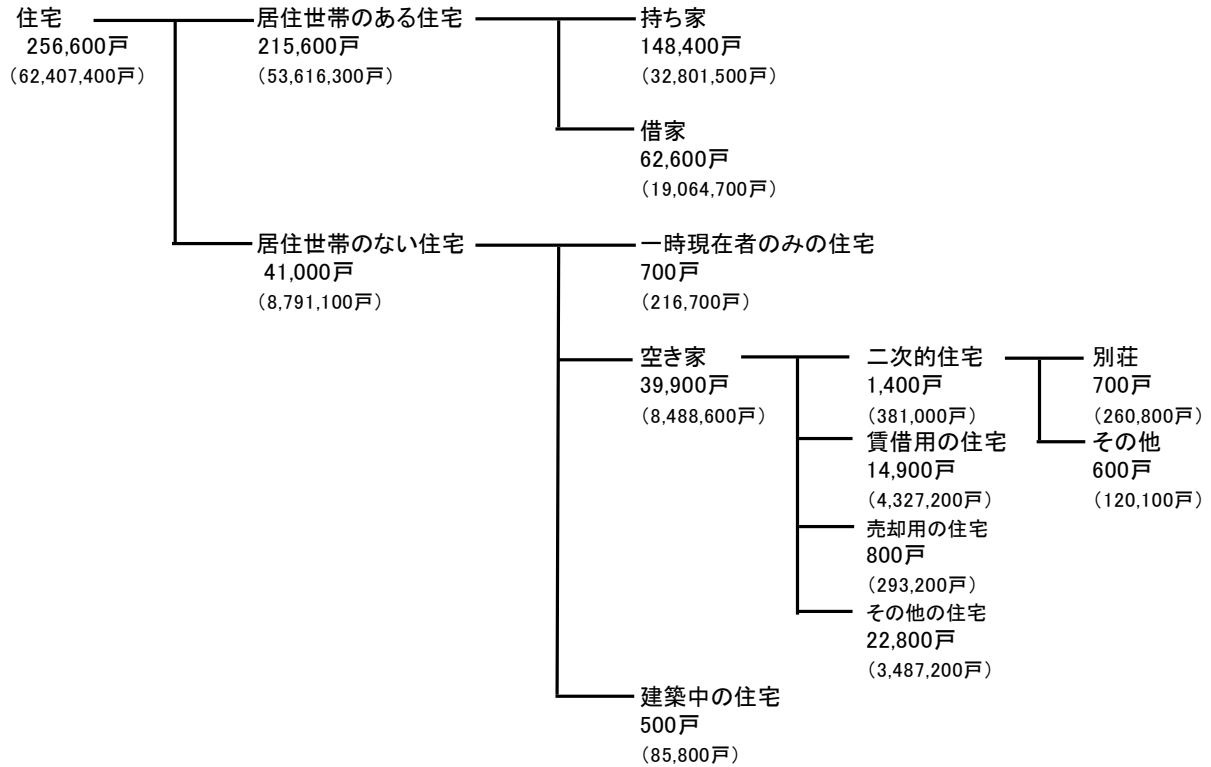 住宅
256,600戸
（62,407,400戸）
居住世帯のある住宅
215,600戸
（53,616,300戸）
持ち家
148,400戸
（32,801,500戸）
借家
62,600戸
（19,064,700戸）
居住世帯のない住宅
41,000戸
（8,791,100戸）
一時現在者のみの住宅
700戸
（216,700戸）
空き家
39,900戸
（8,488,600戸）
二次的住宅
1,400戸
（381,000戸）
別荘
700戸
（260,800戸）
その他
600戸
（120,100戸）
賃借用の住宅
14,900戸
（4,327,200戸）
売却用の住宅
800戸
（293,200戸）
その他の住宅
22,800戸
（3,487,200戸）
建築中の住宅
500戸
（85,800戸）